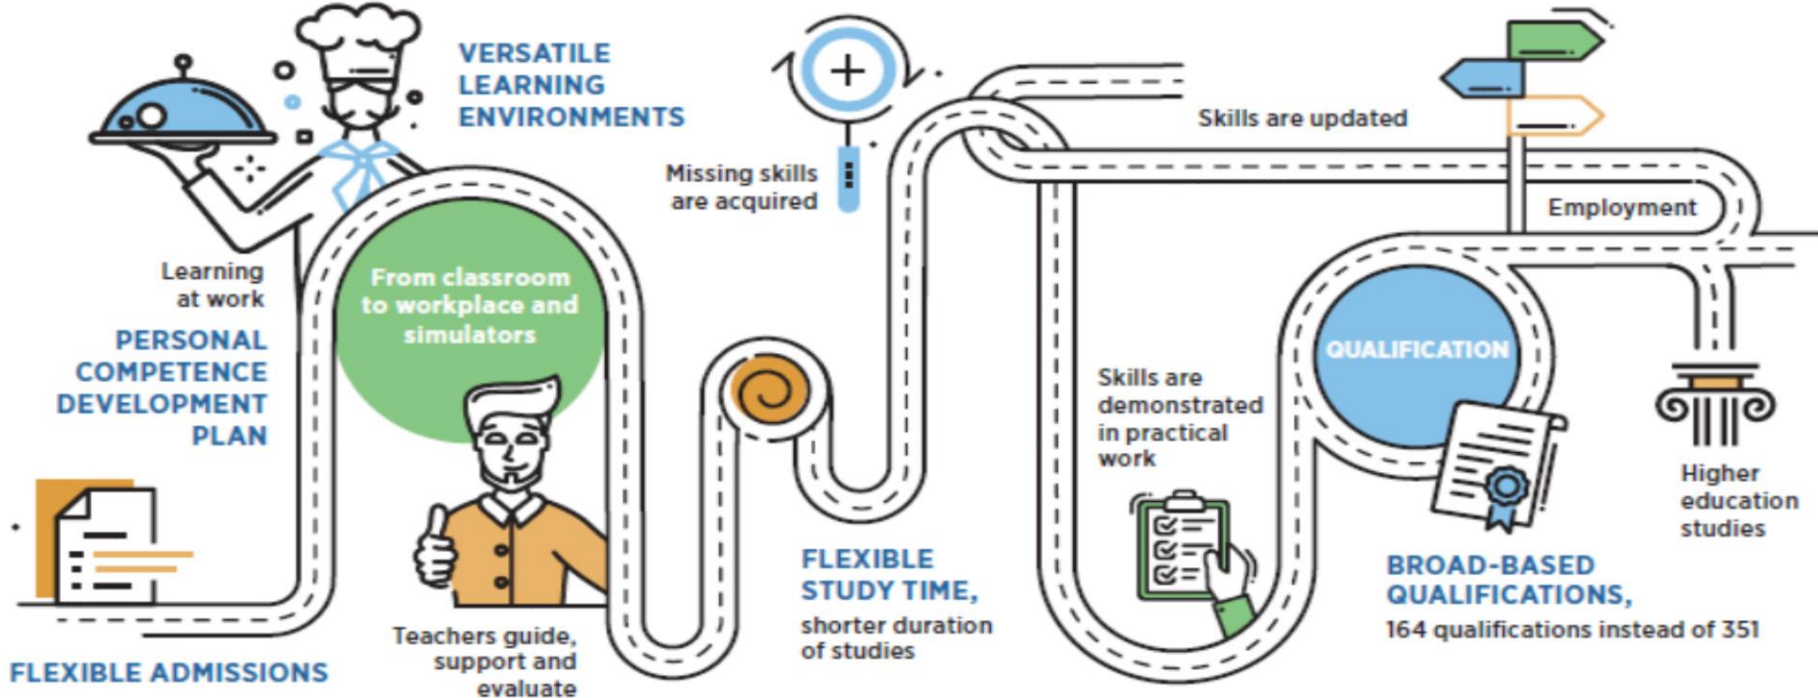 VERSATILE
LEARNING
ENVIRONMENTS
Missing skills
are acquired
Skills are updated
Employment
Learning
at work
From classroom
to workplace and
simulators
PERSONAL
COMPETENCE
DEVELOPMENT
PLAN
QUALIFICATION
Skills are
demonstrated
in practical
work
Higher
education
studies
FLEXIBLE
STUDY TIME,
shorter duration
of studies
BROAD-BASED
QUALIFICATIONS,
164 qualifications instead of 351
Teachers guide,
support and
evaluate
FLEXIBLE ADMISSIONS